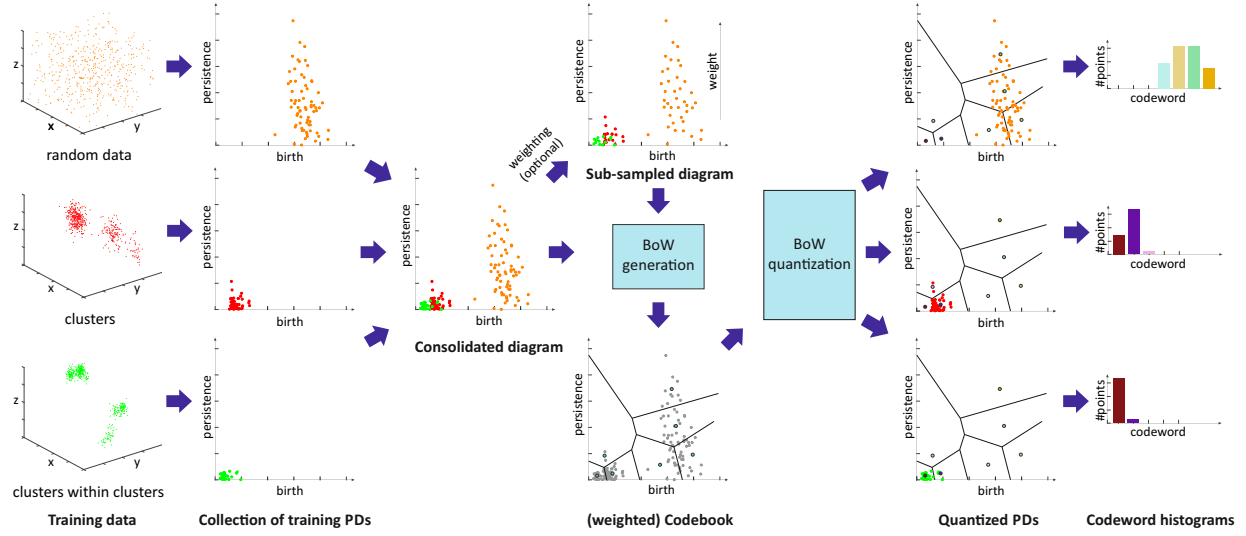 z
x
y
random data
persistence
birth
z
x
y
clusters
persistence
birth
z
x
y
clusters within clusters
Training data
persistence
birth
Collection of training PDs
persistence
birth
Consolidated diagram
weighting
(optional)
persistence
weight
birth
Sub-sampled diagram
BoW
generation
persistence
birth
(weighted) Codebook
BoW
quantization
persistence
birth
persistence
birth
persistence
birth
Quantized PDs
#points
codeword
#points
codeword
#points
codeword
Codeword histograms